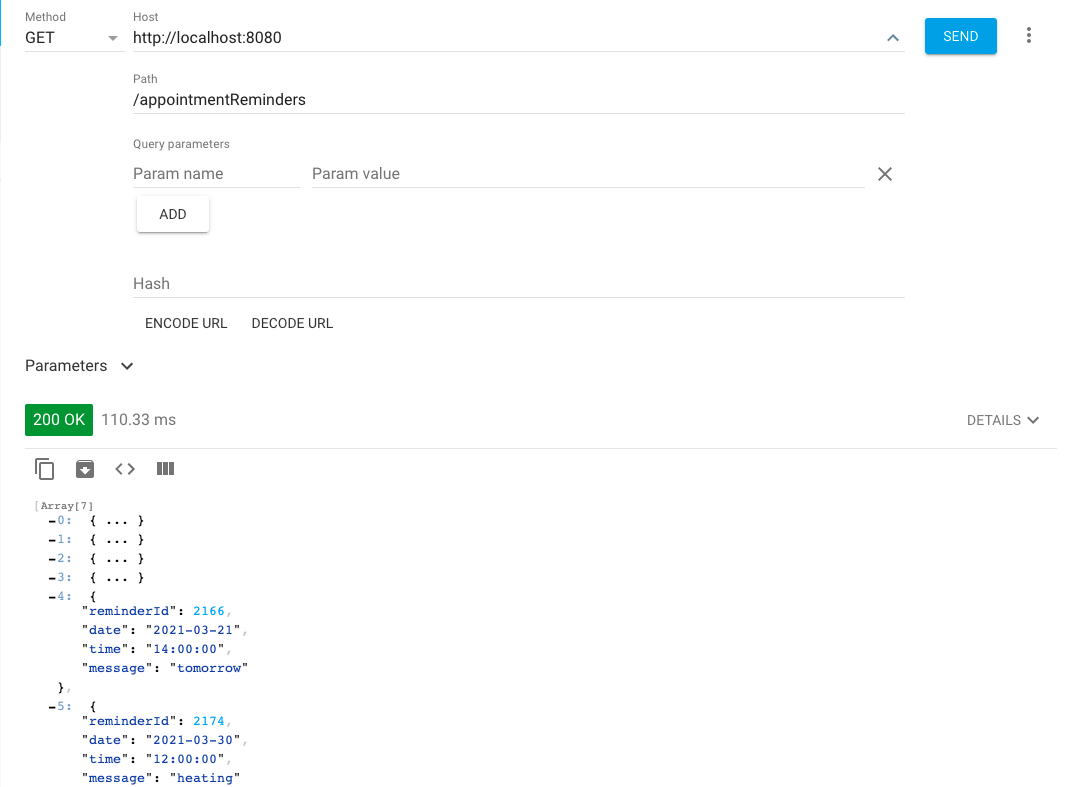 Method Host
GET http://localhost:8080 SEND
Path
/appointmentReminders
Query parameters
Param name Param value
ADD
Hash
ENCODE URL DECODE URL
Parameters
200 OK 110.33 ms DETAILS
[Array[7]
-0: { ... }
-1: { ... }
-2: { ... }
-3: { ... }
-4: {
"reminderId": 2166,
"date": "2021-03-21",
"time": "14:00:00",
"message": "tomorrow"
},
-5: {
"reminderId": 2174,
"date": "2021-03-30",
"time": "12:00:00",
"message": "heating"